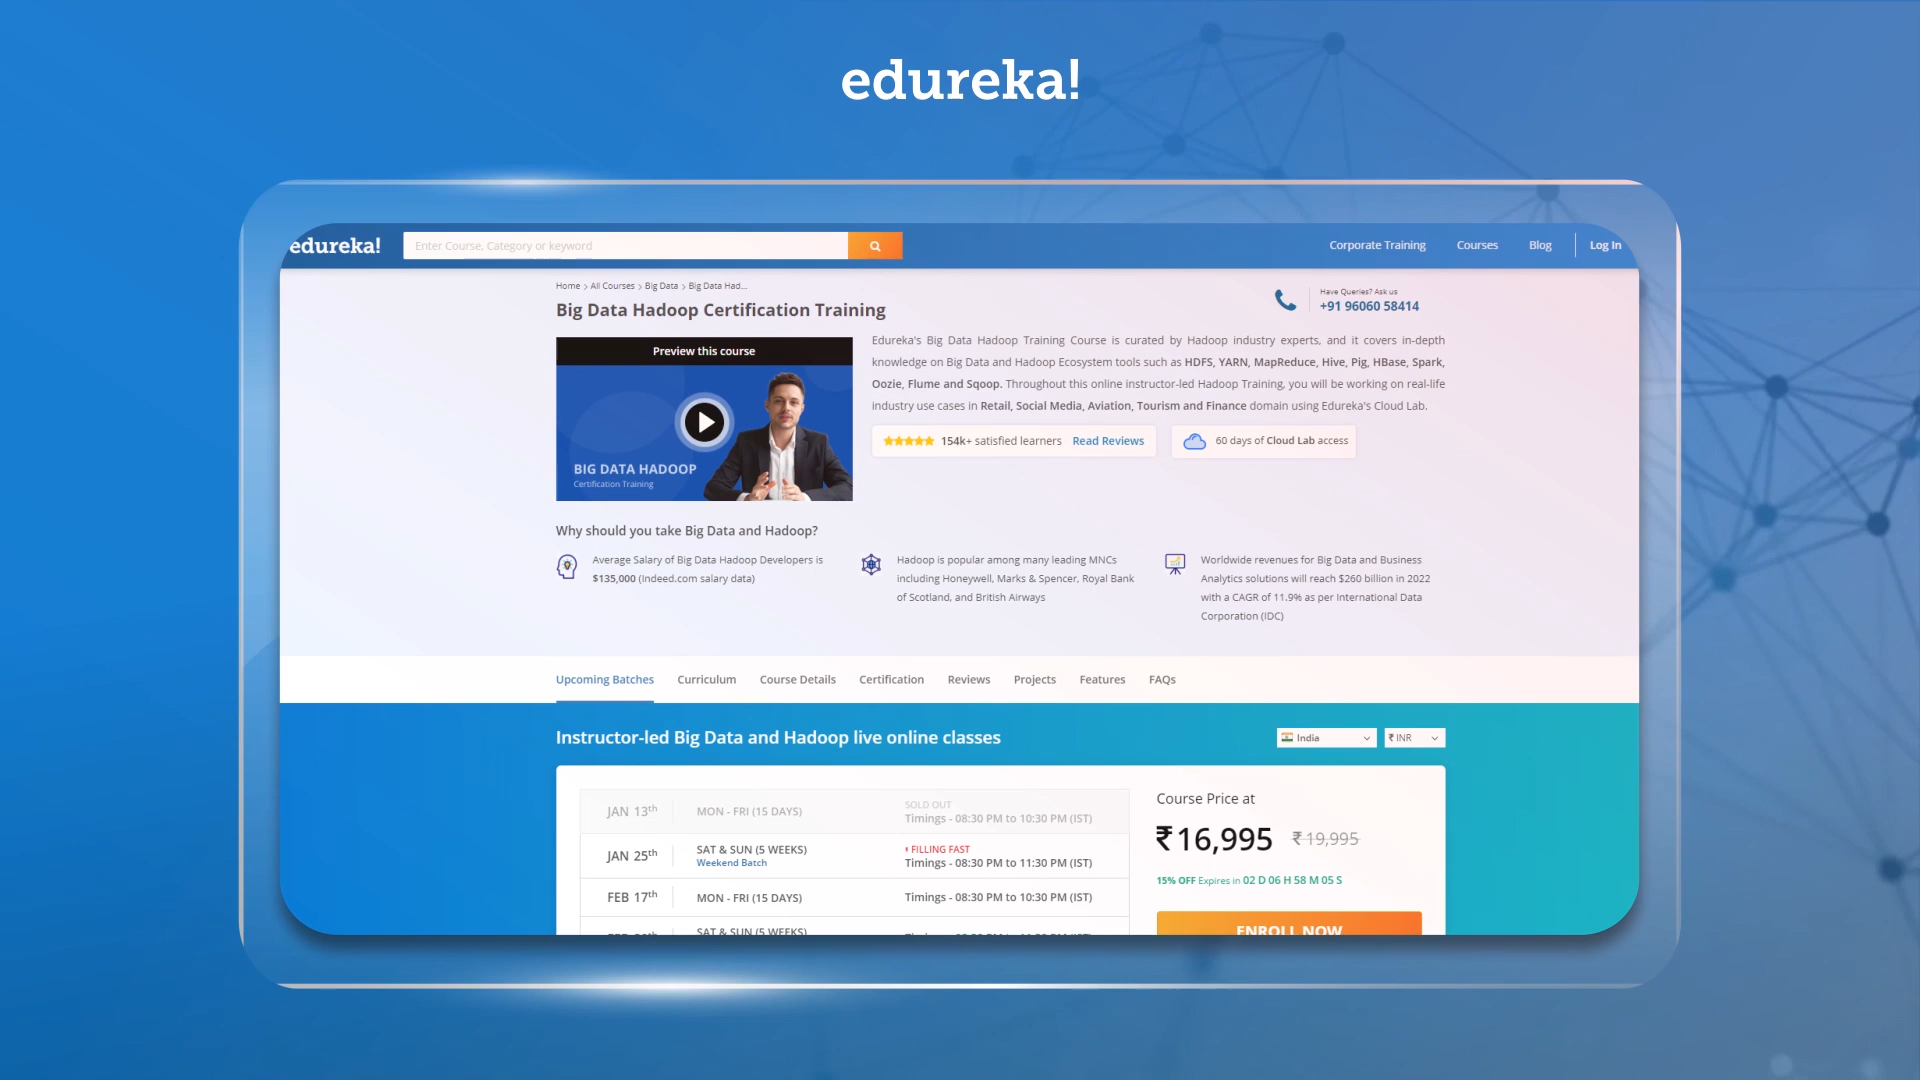 edureka!
edureka!
Enter Course, Category or keyword
Corporate Training
Courses
Blog
Log In
Home > All Courses > Big Data > Big Data Had...
Big Data Hadoop Certification Training
Have Queries? Ask us
+91 96060 58414
Preview this course
BIG DATA HADOOP
Certification Training
Edureka's Big Data Hadoop Training Course is curated by Hadoop industry experts, and it covers in-depth
knowledge on Big Data and Hadoop Ecosystem tools such as HDFS, YARN, MapReduce, Hive, Pig, HBase, Spark,
Oozie, Flume and Sqoop. Throughout this online instructor-led Hadoop Training, you will be working on real-life
industry use cases in Retail, Social Media, Aviation, Tourism and Finance domain using Edureka's Cloud Lab.
154k+ satisfied learners Read Reviews
60 days of Cloud Lab access
Why should you take Big Data and Hadoop?
Average Salary of Big Data Hadoop Developers is
$135,000 (Indeed.com salary data)
Hadoop is popular among many leading MNCs
including Honeywell, Marks & Spencer, Royal Bank
of Scotland, and British Airways
Worldwide revenues for Big Data and Business
Analytics solutions will reach $260 billion in 2022
with a CAGR of 11.9% as per International Data
Corporation (IDC)
Upcoming Batches
Curriculum
Course Details
Certification
Reviews
Projects
Features
FAQs
Instructor-led Big Data and Hadoop live online classes
India
₹ INR
JAN 13th
MON - FRI (15 DAYS)
SOLD OUT
Timings - 08:30 PM to 10:30 PM (IST)
JAN 25th
SAT & SUN (5 WEEKS)
Weekend Batch
FILLING FAST
Timings - 08:30 PM to 11:30 PM (IST)
FEB 17th
MON - FRI (15 DAYS)
Timings - 08:30 PM to 10:30 PM (IST)
SAT & SUN (5 WEEKS)
Course Price at
₹16,995 ₹19,995
15% OFF Expires in 02 D 06 H 58 M 05 S
ENROLL NOW